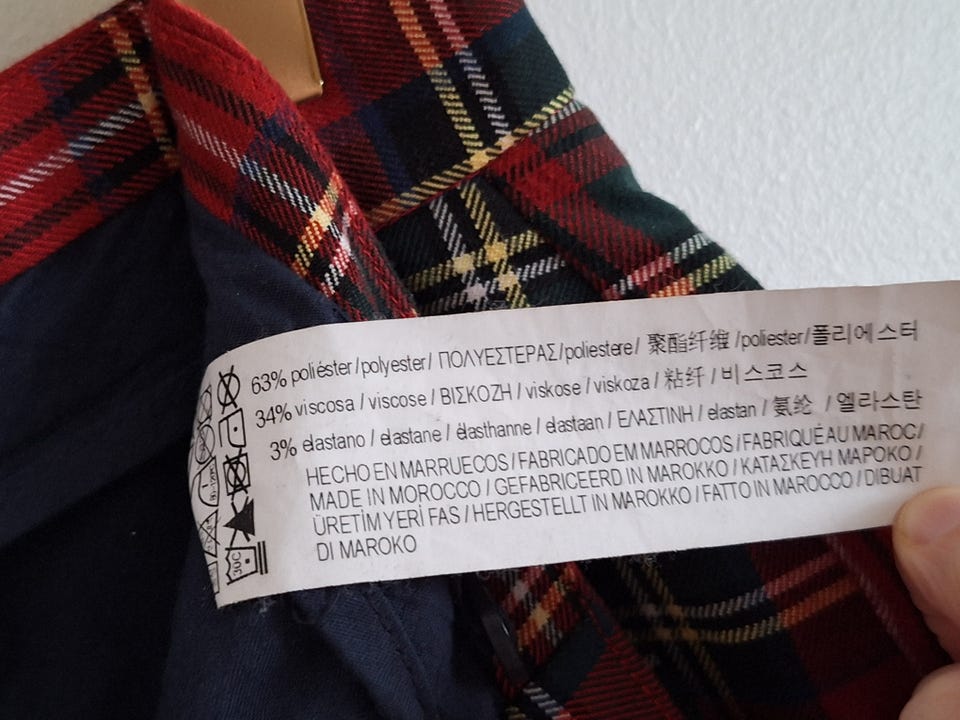 63% poliéster /polyester/ ΠΟΛΥΕΣΤΕΡΑΣ/poliestere/ 聚酯纤维 /poliester/폴리에스터
34% viscosa / viscose / ΒΙΣΚΟΖΗ / viskose / viskoza / 粘纤 / 비스코스
3% elastano / elastane / élasthanne / elastaan / ΕΛΑΣΤΙΝΗ / elastan / 氨纶 / 엘라스탄
HECHO EN MARRUECOS / FABRICADO EM MARROCOS / FABRIQUÉ AU MAROC /
MADE IN MOROCCO / GEFABRICEERD IN MAROKKO / ΚΑΤΑΣΚΕΥΗ ΜΑΡΟΚΟ /
ÜRETİM YERİ FAS / HERGESTELLT IN MAROKKO / FATTO IN MAROCCO / DIBUAT
DI MAROKO
30C